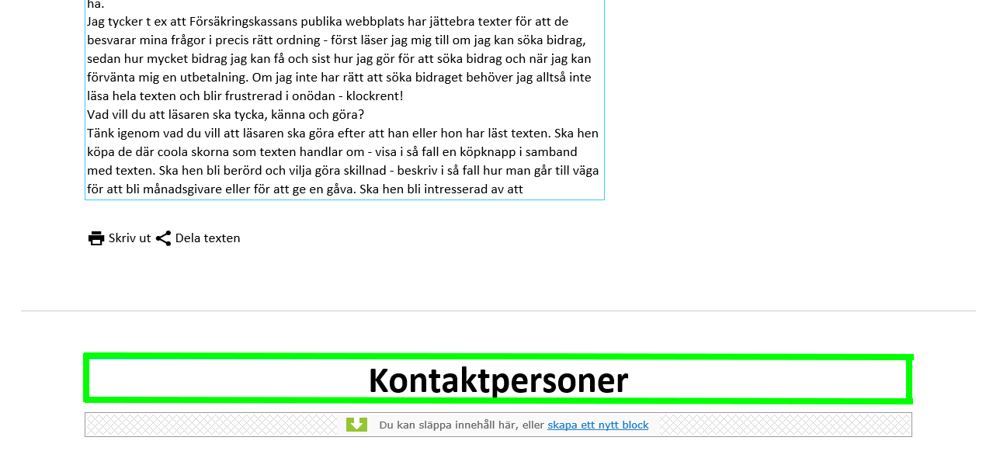 ha.
Jag tycker t ex att Försäkringskassans publika webbplats har jättebra texter för att de
besvarar mina frågor i precis rätt ordning - först läser jag mig till om jag kan söka bidrag,
sedan hur mycket bidrag jag kan få och sist hur jag gör för att söka bidrag och när jag kan
förvänta mig en utbetalning. Om jag inte har rätt att söka bidraget behöver jag alltså inte
läsa hela texten och blir frustrerad i onödan - klockrent!
Vad vill du att läsaren ska tycka, känna och göra?
Tänk igenom vad du vill att läsaren ska göra efter att han eller hon har läst texten. Ska hen
köpa de där coola skorna som texten handlar om - visa i så fall en köpknapp i samband
med texten. Ska hen bli berörd och vilja göra skillnad - beskriv i så fall hur man går till väga
för att bli månadsgivare eller för att ge en gåva. Ska hen bli intresserad av att
Skriv ut Dela texten
Kontaktpersoner
Du kan släppa innehåll här, eller skapa ett nytt block